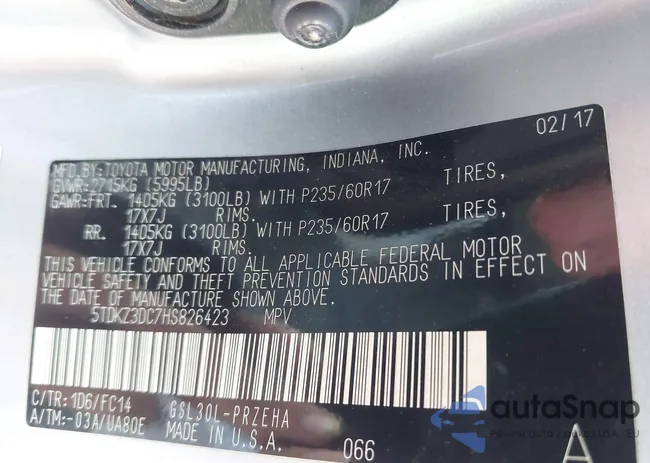 02/17
MFD.BY:TOYOTA MOTOR MANUFACTURING, INDIANA, INC.
GVWR:2715KG (5995LB)
GAWR:FRT. 1405KG (3100LB) WITH P235/60R17 TIRES,
17X7J RIMS.
RR. 1405KG (3100LB) WITH P235/60R17 TIRES,
17X7J RIMS.
THIS VEHICLE CONFORMS TO ALL APPLICABLE FEDERAL MOTOR
VEHICLE SAFETY AND THEFT PREVENTION STANDARDS IN EFFECT ON
THE DATE OF MANUFACTURE SHOWN ABOVE.
5TDKZ3DC7HS826423 MPV
C/TR:1D6/FC14 GSL30L-PRZEHA
A/TM:-03A/UA80E MADE IN U.S.A. 066 A
autoSnap